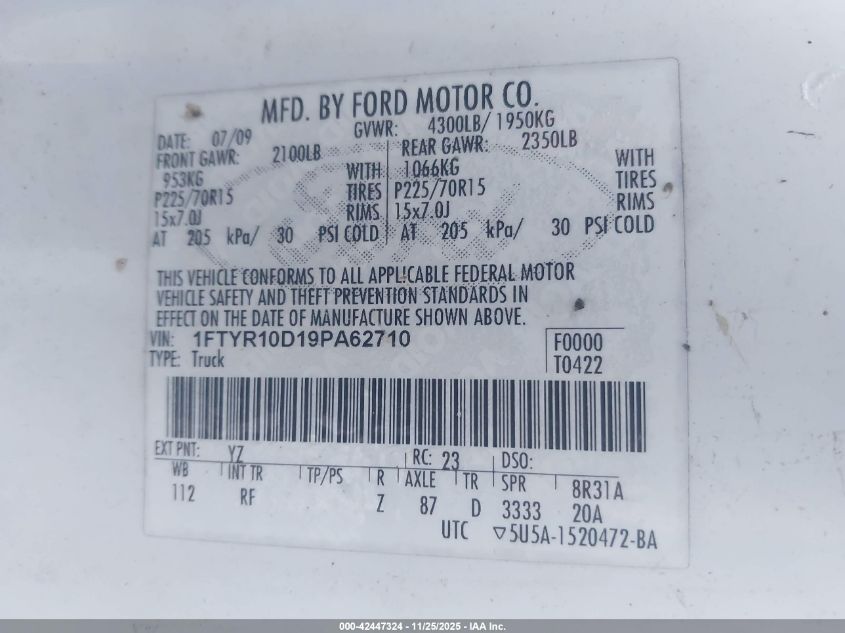 MFD. BY FORD MOTOR CO.
DATE: 07/09 GVWR: 4300LB/ 1950KG
FRONT GAWR: 2100LB REAR GAWR: 2350LB
953KG WITH 1066KG WITH
P225/70R15 TIRES P225/70R15 TIRES
15x7.0J RIMS 15x7.0J RIMS
AT 205 kPa/ 30 PSI COLD AT 205 kPa/ 30 PSI COLD
THIS VEHICLE CONFORMS TO ALL APPLICABLE FEDERAL MOTOR
VEHICLE SAFETY AND THEFT PREVENTION STANDARDS IN
EFFECT ON THE DATE OF MANUFACTURE SHOWN ABOVE.
VIN: 1FTYR10D19PA62710 F0000
TYPE: Truck T0422
EXT PNT: YZ RC: 23 DSO:
WB INT TR TP/PS R AXLE TR SPR 8R31A
112 RF Z 87 D 3333 20A
UTC ▽5U5A-1520472-BA
000-42447324 - 11/25/2025 - IAA Inc.